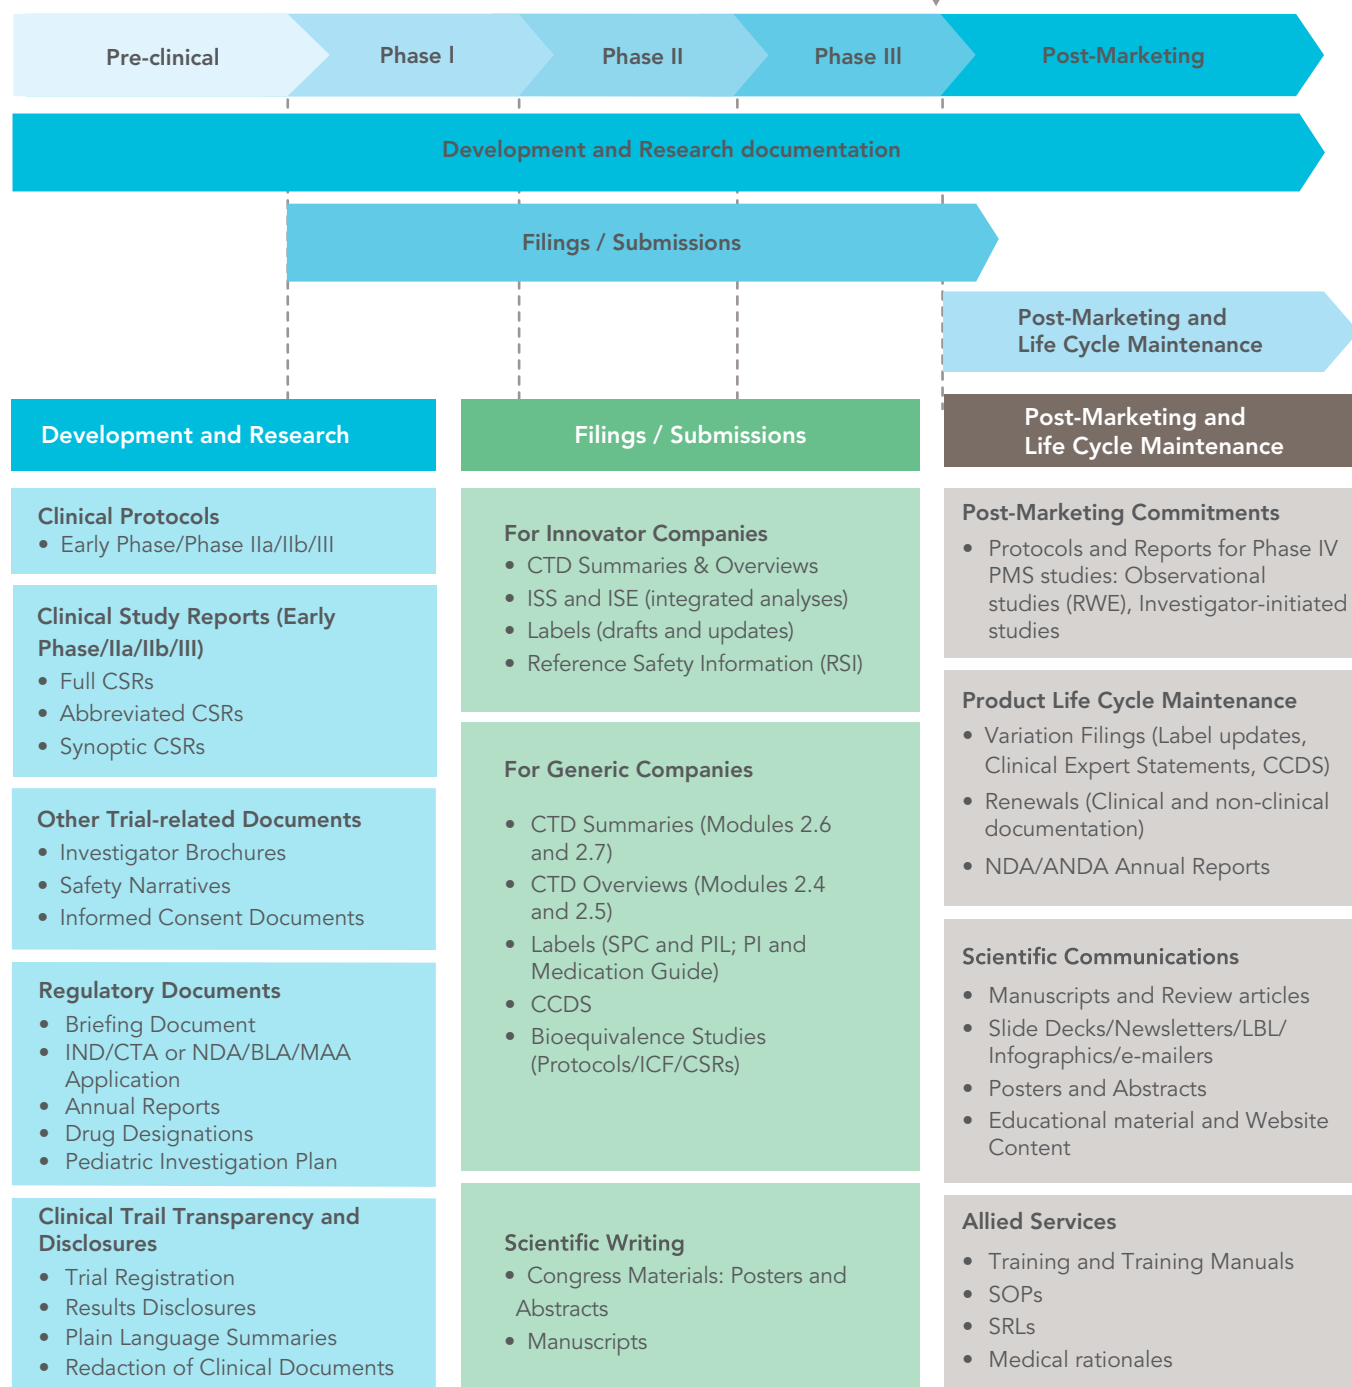 Pre-clinical
Phase l
Phase II
Phase III
Post-Marketing
Development and Research documentation
Filings / Submissions
Post-Marketing and
Life Cycle Maintenance
Development and Research
Clinical Protocols
• Early Phase/Phase IIa/IIb/III
Clinical Study Reports (Early
Phase/IIa/IIb/III)
• Full CSRs
• Abbreviated CSRs
• Synoptic CSRs
Other Trial-related Documents
• Investigator Brochures
• Safety Narratives
• Informed Consent Documents
Regulatory Documents
• Briefing Document
• IND/CTA or NDA/BLA/MAA
Application
• Annual Reports
• Drug Designations
• Pediatric Investigation Plan
Clinical Trail Transparency and
Disclosures
• Trial Registration
• Results Disclosures
• Plain Language Summaries
• Redaction of Clinical Documents
Filings / Submissions
For Innovator Companies
• CTD Summaries & Overviews
• ISS and ISE (integrated analyses)
• Labels (drafts and updates)
• Reference Safety Information (RSI)
For Generic Companies
• CTD Summaries (Modules 2.6
and 2.7)
• CTD Overviews (Modules 2.4
and 2.5)
• Labels (SPC and PIL; PI and
Medication Guide)
• CCDS
• Bioequivalence Studies
(Protocols/ICF/CSRs)
Scientific Writing
• Congress Materials: Posters and
Abstracts
• Manuscripts
Post-Marketing and
Life Cycle Maintenance
Post-Marketing Commitments
• Protocols and Reports for Phase IV
PMS studies: Observational
studies (RWE), Investigator-initiated
studies
Product Life Cycle Maintenance
• Variation Filings (Label updates,
Clinical Expert Statements, CCDS)
• Renewals (Clinical and non-clinical
documentation)
• NDA/ANDA Annual Reports
Scientific Communications
• Manuscripts and Review articles
• Slide Decks/Newsletters/LBL/
Infographics/e-mailers
• Posters and Abstracts
• Educational material and Website
Content
Allied Services
• Training and Training Manuals
• SOPs
• SRLs
• Medical rationales